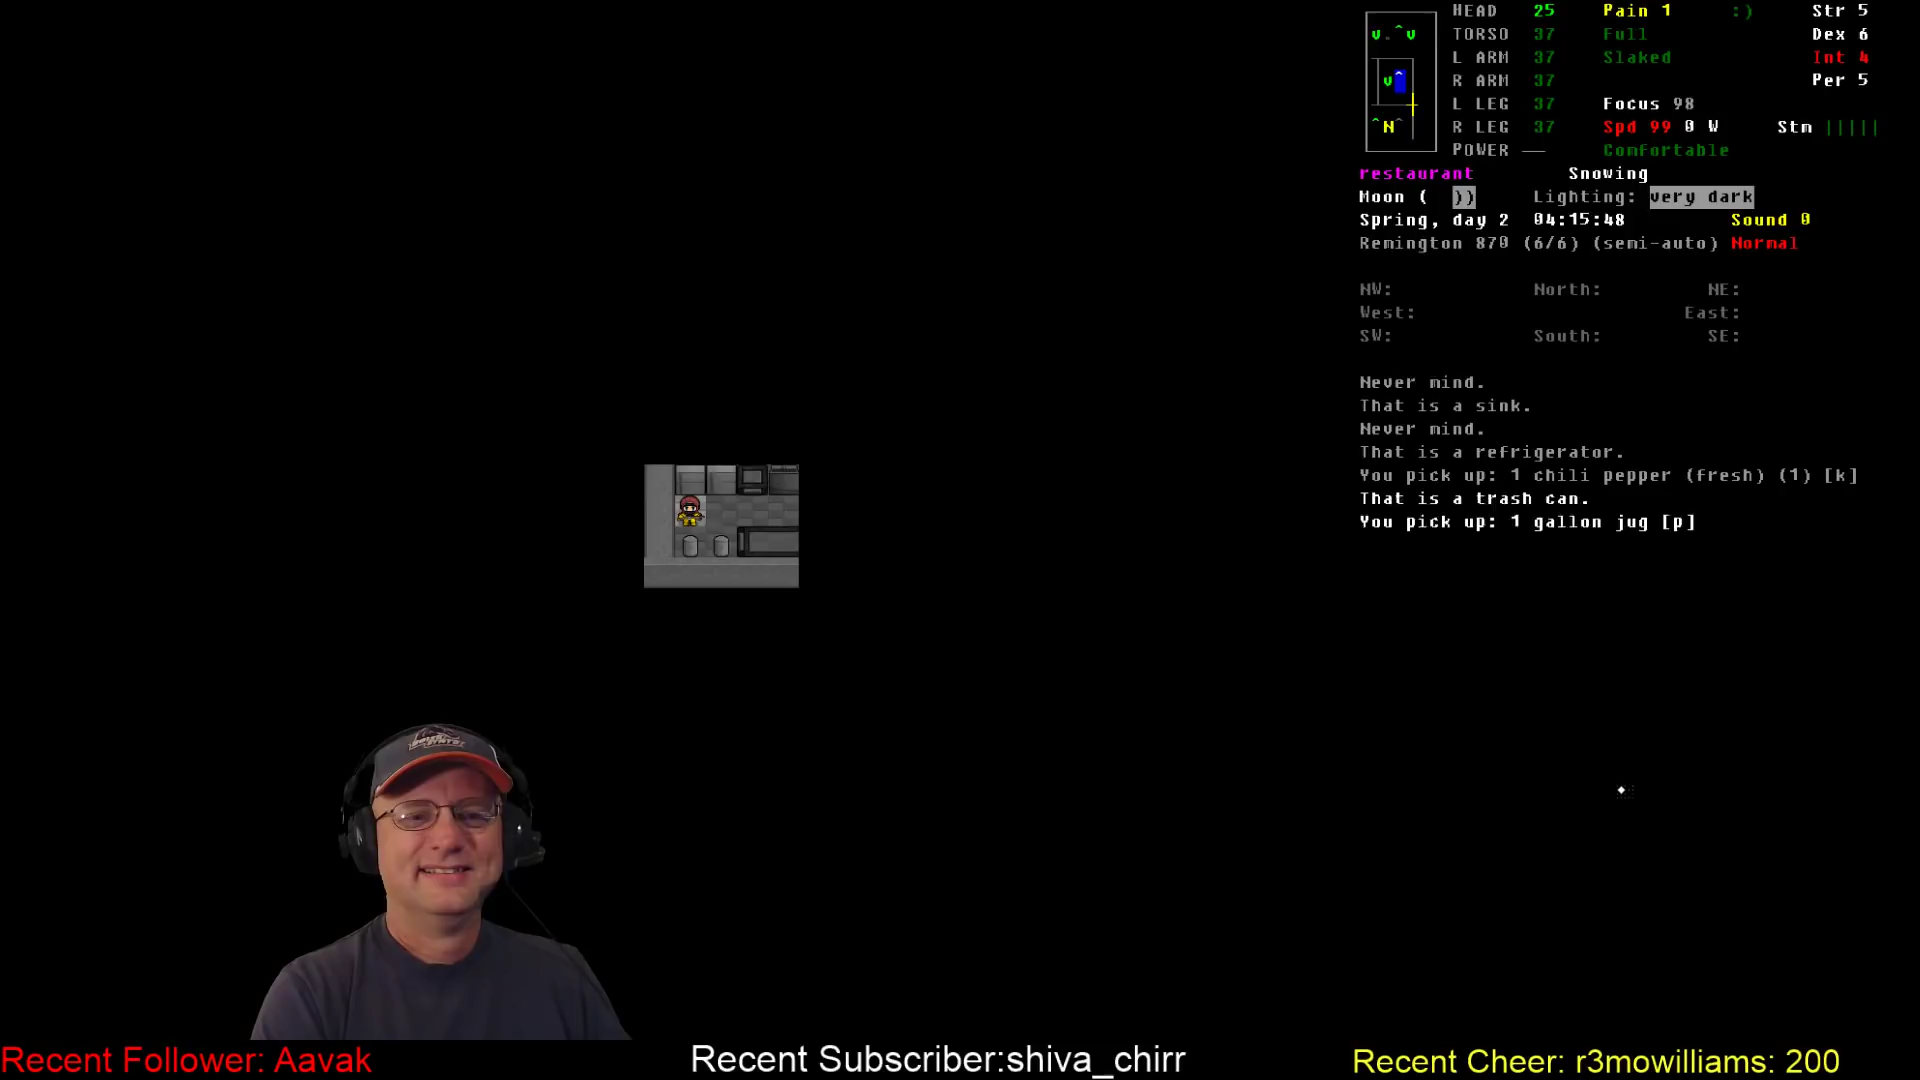 HEAD 25 Pain 1 :) Str 5
v.^v TORSO 37 Full Dex 6
L ARM 37 Slaked Int 4
v^ R ARM 37 Per 5
L LEG 37 Focus 98
^N^ R LEG 37 Spd 99 0 W Stm |||||
POWER — Comfortable
restaurant Snowing
Moon ( )) Lighting: very dark
Spring, day 2 04:15:48 Sound 0
Remington 870 (6/6) (semi-auto) Normal
NW: North: NE:
West: East:
SW: South: SE:
Never mind.
That is a sink.
Never mind.
That is a refrigerator.
You pick up: 1 chili pepper (fresh) (1) [k]
That is a trash can.
You pick up: 1 gallon jug [p]
Recent Follower: Aavak
Recent Subscriber:shiva_chirr
Recent Cheer: r3mowilliams: 200